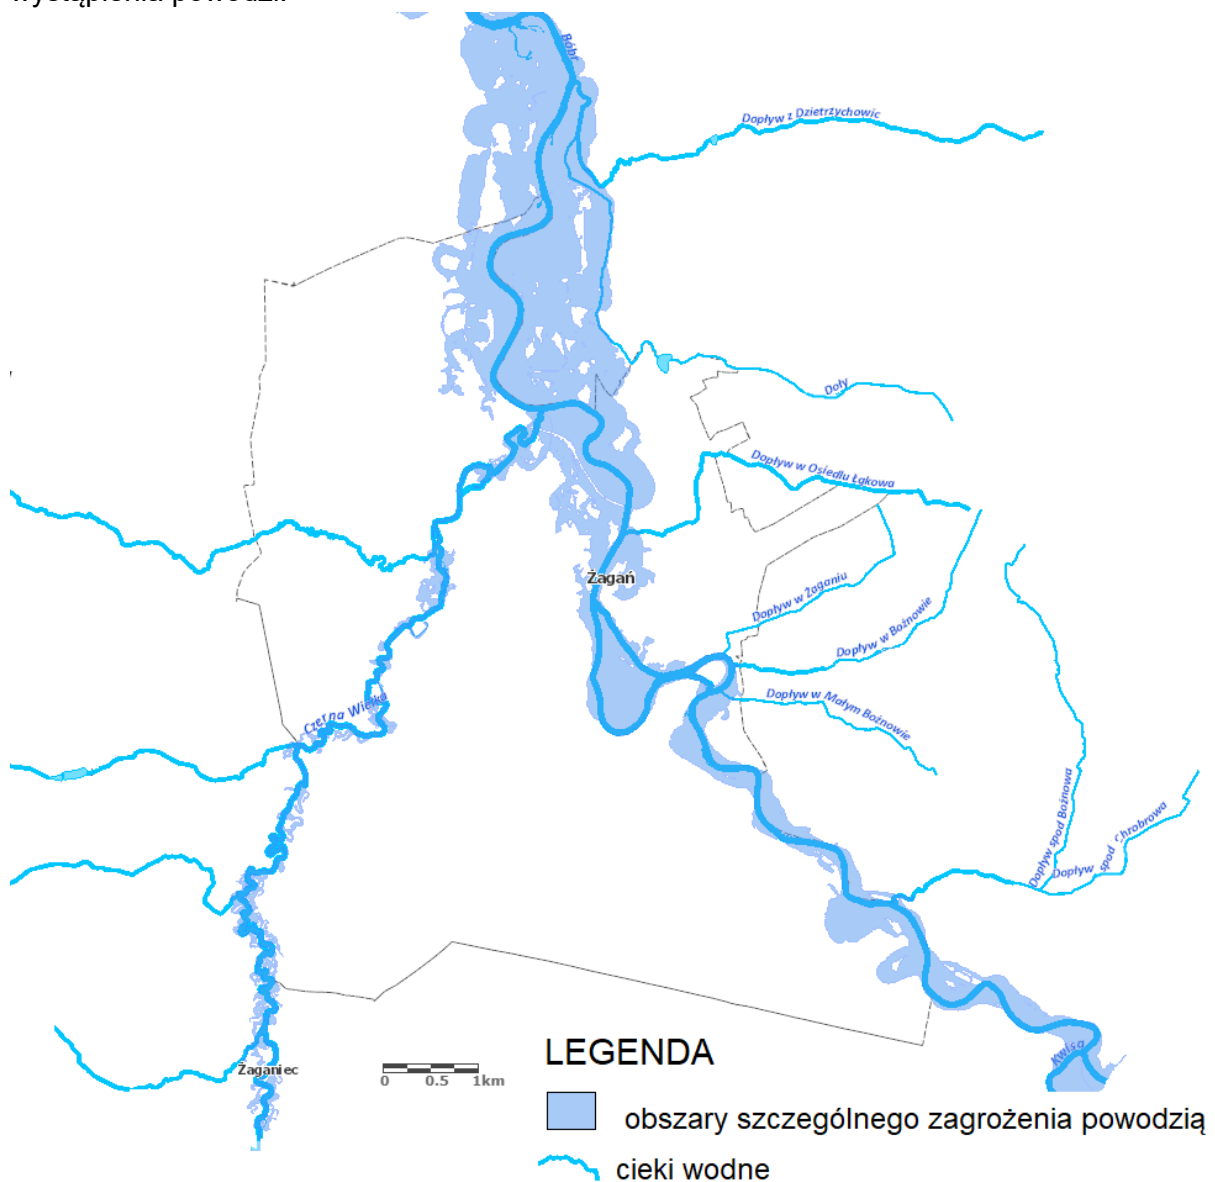 Bóbr
Dopływ z Dzietrzychowic
Doły
Dopływ w Osiedlu Łąkowa
Żagań
Dopływ w Żaganiu
Dopływ w Bożnowie
Dopływ w Małym Bożnowie
Czerna Wielka
Dopływ spod Bożnowa
Dopływ spod Chrobrowa
Kwisa
Żaganiec
0 0.5 1km
LEGENDA
obszary szczególnego zagrożenia powodzią
cieki wodne